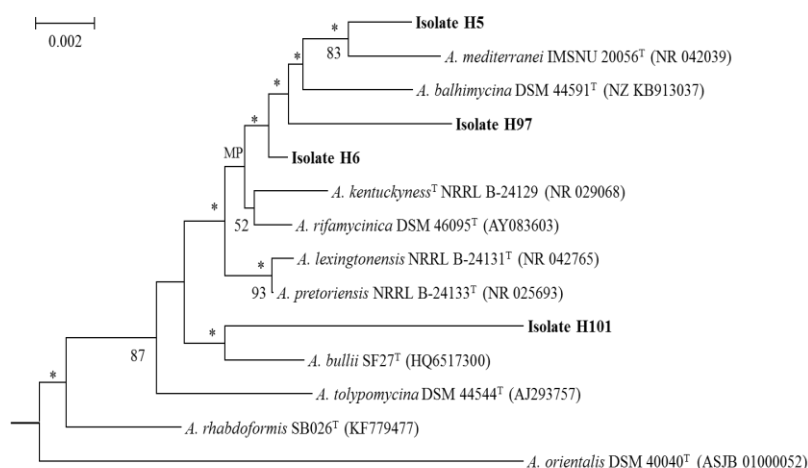 0.002
*
Isolate H5
83
A. mediterranei IMSNU 20056ᵀ (NR 042039)
*
*
A. balhimycina DSM 44591ᵀ (NZ KB913037)
*
Isolate H97
MP
Isolate H6
*
A. kentuckynessᵀ NRRL B-24129 (NR 029068)
52
A. rifamycinica DSM 46095ᵀ (AY083603)
*
A. lexingtonensis NRRL B-24131ᵀ (NR 042765)
93
A. pretoriensis NRRL B-24133ᵀ (NR 025693)
*
Isolate H101
87
A. bullii SF27ᵀ (HQ6517300)
*
A. tolypomycina DSM 44544ᵀ (AJ293757)
A. rhabdoformis SB026ᵀ (KF779477)
A. orientalis DSM 40040ᵀ (ASJB 01000052)